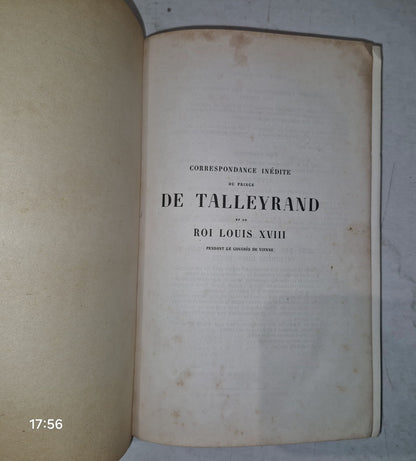 CORRESPONDANCE INÉDITE
DU PRINCE
DE TALLEYRAND
ET DU
ROI LOUIS XVIII
PENDANT LE CONGRÈS DE VIENNE
17:56